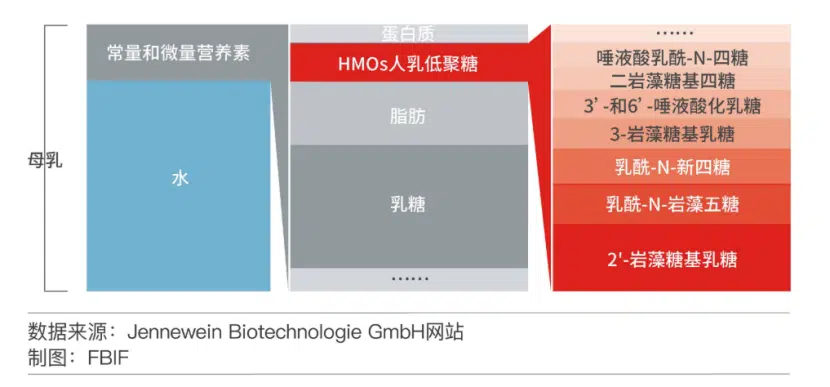 母乳
常量和微量营养素
水
蛋白质
HMOs人乳低聚糖
脂肪
乳糖
……
……
唾液酸乳酰-N-四糖
二岩藻糖基四糖
3’-和6’-唾液酸化乳糖
3-岩藻糖基乳糖
乳酰-N-新四糖
乳酰-N-岩藻五糖
2'-岩藻糖基乳糖
数据来源：Jennewein Biotechnologie GmbH网站
制图：FBIF